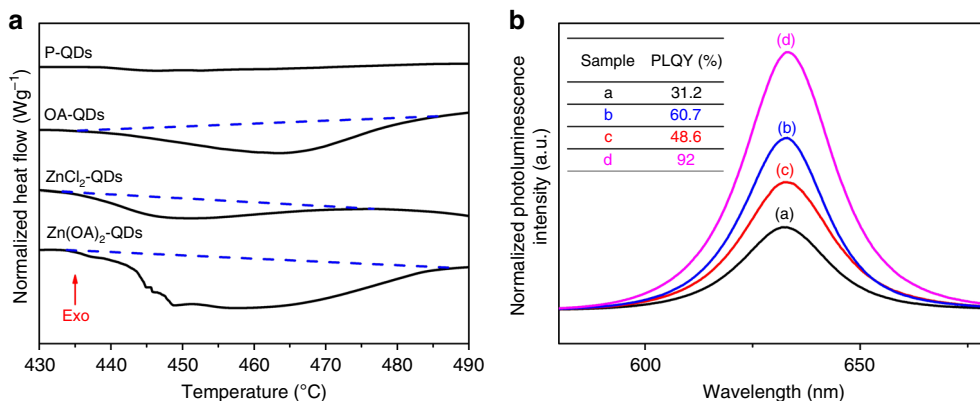 a
P-QDs
OA-QDs
ZnCl₂-QDs
Zn(OA)₂-QDs
Exo
Normalized heat flow (Wg⁻¹)
430 440 450 460 470 480 490
Temperature (°C)
b
Sample PLQY (%)
a 31.2
b 60.7
c 48.6
d 92
(d)
(b)
(c)
(a)
Normalized photoluminescence
intensity (a.u.)
600 650
Wavelength (nm)